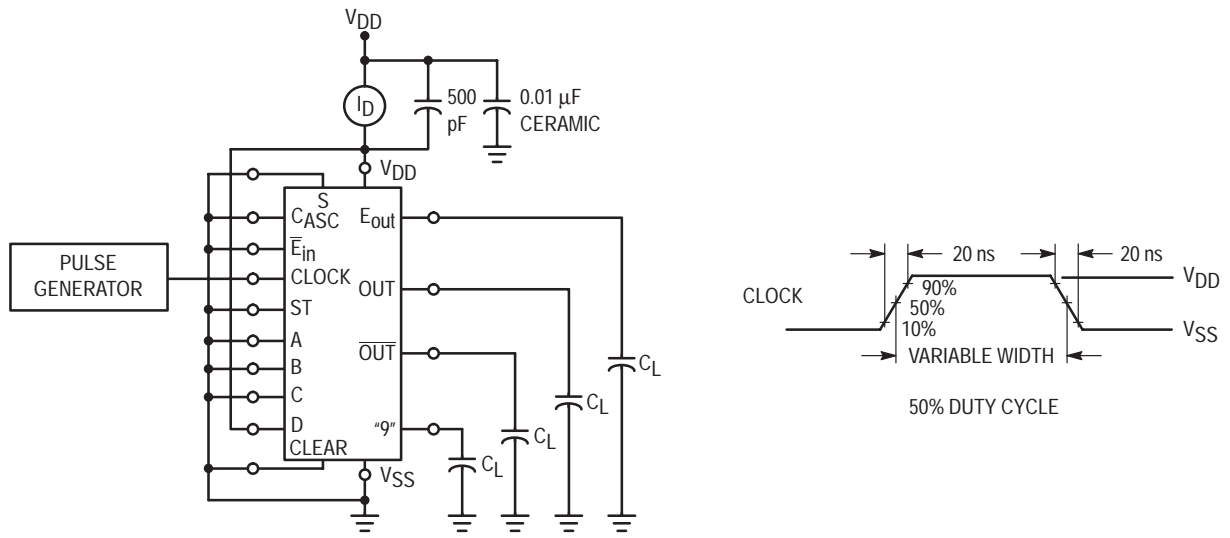 VDD
ID
500
pF
0.01 μF
CERAMIC
VDD
S
CASC
Eout
E̅in
PULSE
GENERATOR
CLOCK
OUT
ST
A
O̅U̅T̅
B
C
D
"9"
CLEAR
VSS
CL
CL
CL
CL
20 ns
20 ns
CLOCK
90%
50%
10%
VDD
VSS
VARIABLE WIDTH
50% DUTY CYCLE